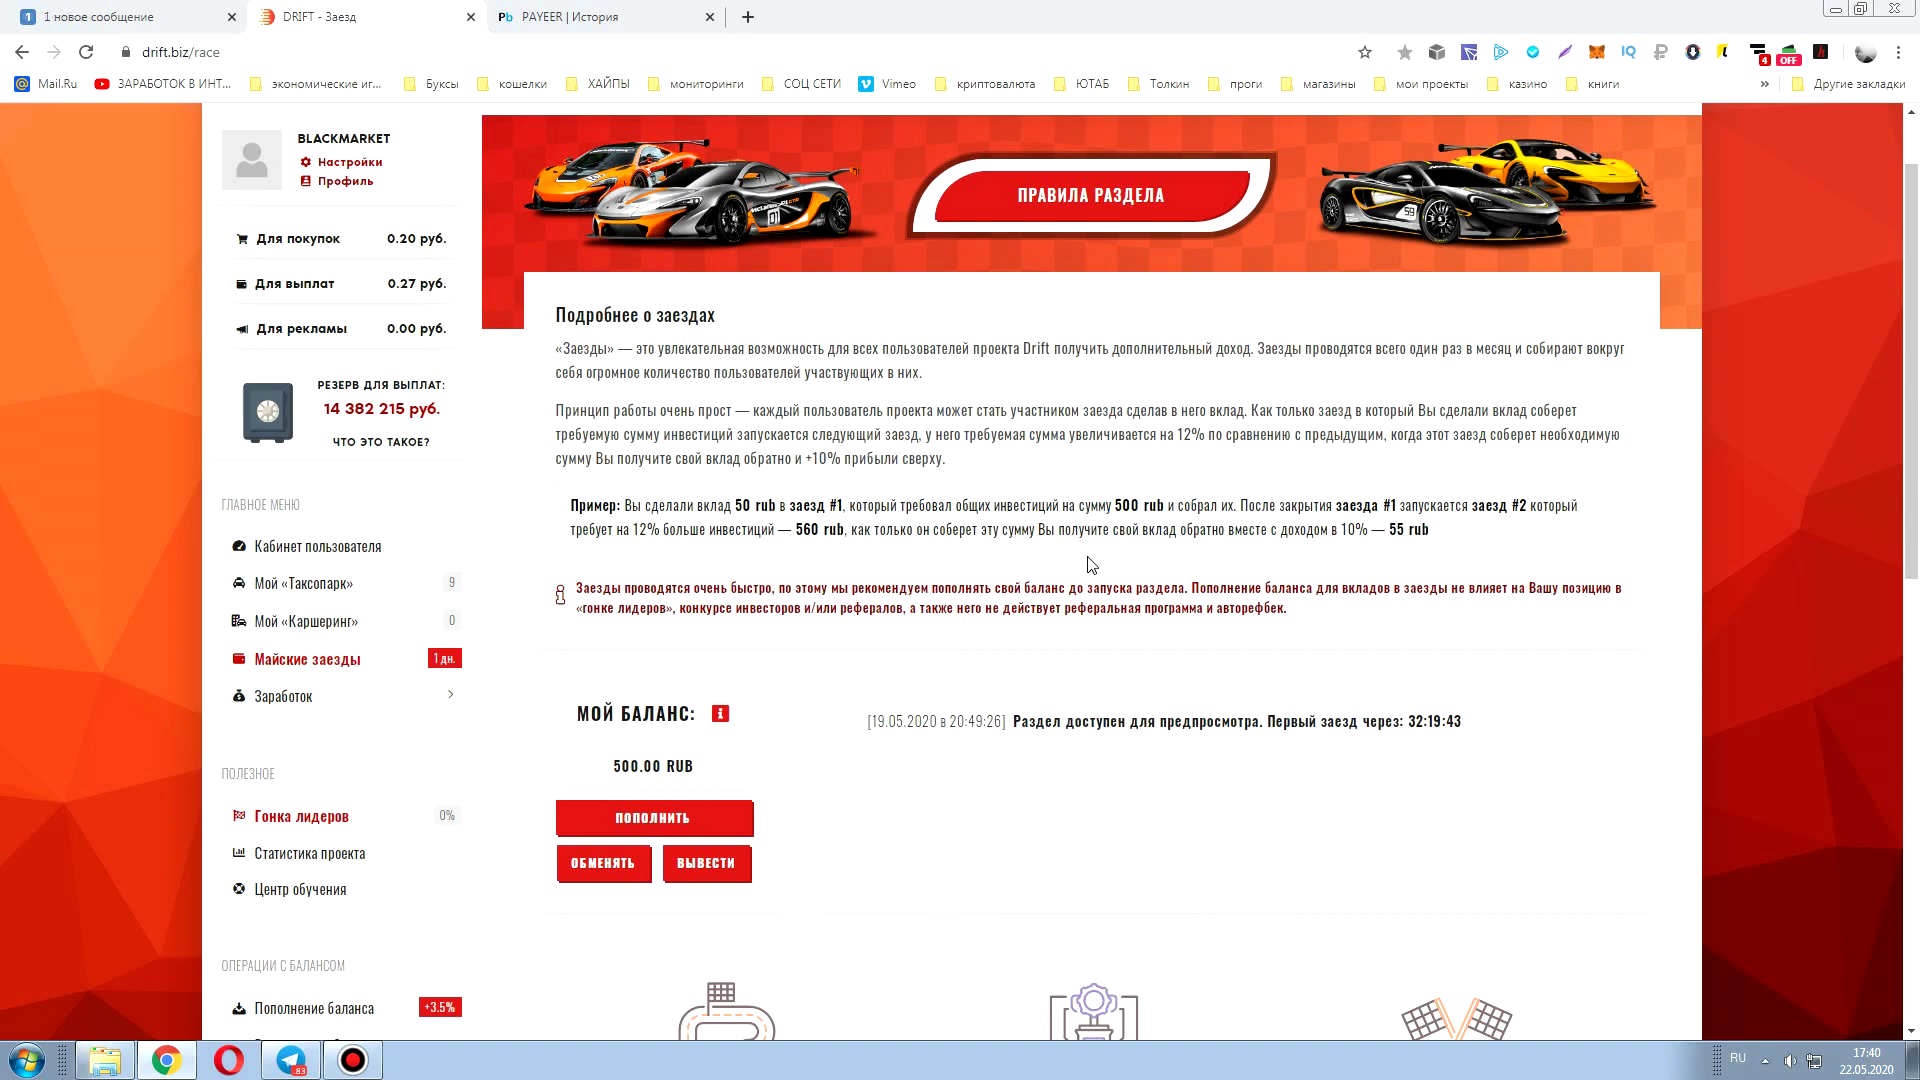 1 новое сообщение
DRIFT - Заезд
PAYEER | История
drift.biz/race
Mail.Ru
ЗАРАБОТОК В ИНТ...
экономические иг...
Буксы
кошелки
ХАЙПЫ
мониторинги
СОЦ СЕТИ
Vimeo
криптовалюта
ЮТАБ
Толкин
проги
магазины
мои проекты
казино
книги
»
Другие закладки
BLACKMARKET
Настройки
Профиль
Для покупок 0.20 руб.
Для выплат 0.27 руб.
Для рекламы 0.00 руб.
РЕЗЕРВ ДЛЯ ВЫПЛАТ:
14 382 215 руб.
ЧТО ЭТО ТАКОЕ?
ГЛАВНОЕ МЕНЮ
Кабинет пользователя
Мой «Таксопарк» 9
Мой «Каршеринг» 0
Майские заезды 1 дн.
Заработок
ПОЛЕЗНОЕ
Гонка лидеров 0%
Статистика проекта
Центр обучения
ОПЕРАЦИИ С БАЛАНСОМ
Пополнение баланса +3.5%
ПРАВИЛА РАЗДЕЛА
Подробнее о заездах
«Заезды» — это увлекательная возможность для всех пользователей проекта Drift получить дополнительный доход. Заезды проводятся всего один раз в месяц и собирают вокруг
себя огромное количество пользователей участвующих в них.
Принцип работы очень прост — каждый пользователь проекта может стать участником заезда сделав в него вклад. Как только заезд в который Вы сделали вклад соберет
требуемую сумму инвестиций запускается следующий заезд, у него требуемая сумма увеличивается на 12% по сравнению с предыдущим, когда этот заезд соберет необходимую
сумму Вы получите свой вклад обратно и +10% прибыли сверху.
Пример: Вы сделали вклад 50 rub в заезд #1, который требовал общих инвестиций на сумму 500 rub и собрал их. После закрытия заезда #1 запускается заезд #2 который
требует на 12% больше инвестиций — 560 rub, как только он соберет эту сумму Вы получите свой вклад обратно вместе с доходом в 10% — 55 rub
Заезды проводятся очень быстро, по этому мы рекомендуем пополнять свой баланс до запуска раздела. Пополнение баланса для вкладов в заезды не влияет на Вашу позицию в
«гонке лидеров», конкурсе инвесторов и/или рефералов, а также него не действует реферальная программа и авторефбек.
МОЙ БАЛАНС:
500.00 RUB
ПОПОЛНИТЬ
ОБМЕНЯТЬ ВЫВЕСТИ
[19.05.2020 в 20:49:26] Раздел доступен для предпросмотра. Первый заезд через: 32:19:43
OFF
4
IQ
59
83
RU
17:40
22.05.2020